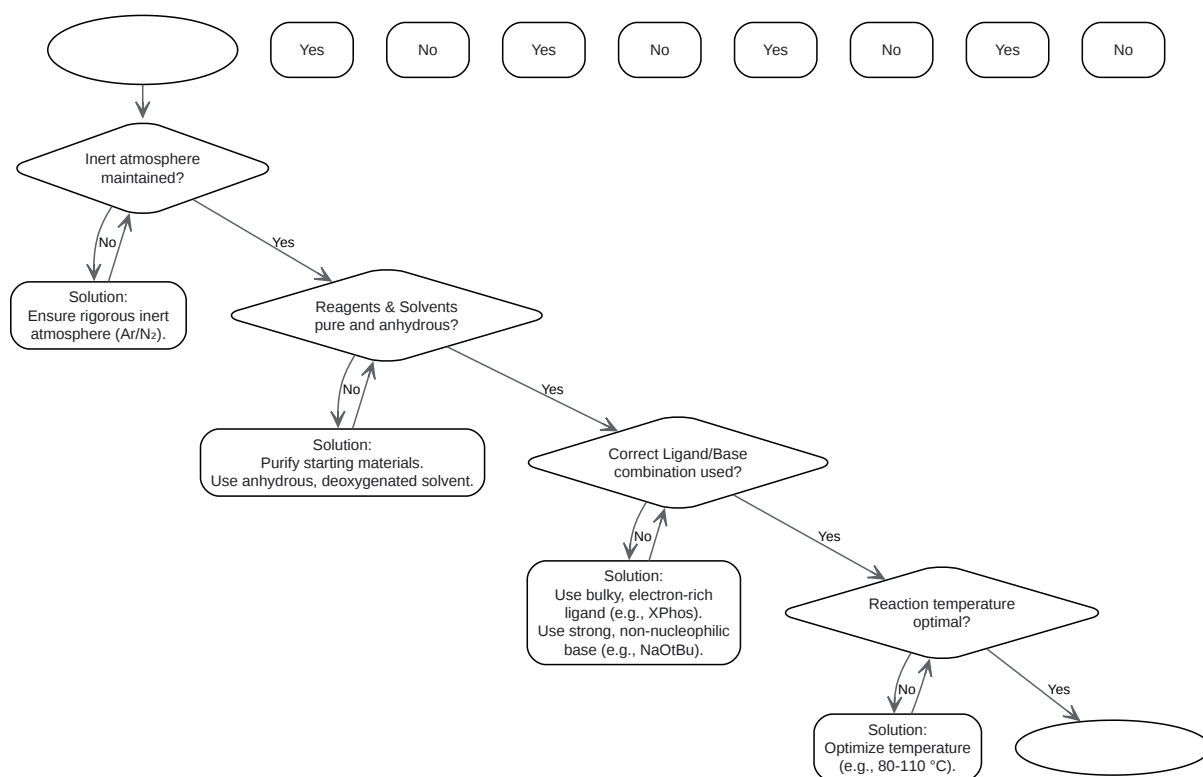 Yes
No
Yes
No
Yes
No
Yes
No
Inert atmosphere
maintained?
No
Yes
Solution:
Ensure rigorous inert
atmosphere (Ar/N₂).
Reagents & Solvents
pure and anhydrous?
No
Yes
Solution:
Purify starting materials.
Use anhydrous, deoxygenated solvent.
Correct Ligand/Base
combination used?
No
Yes
Solution:
Use bulky, electron-rich
ligand (e.g., XPhos).
Use strong, non-nucleophilic
base (e.g., NaOtBu).
Reaction temperature
optimal?
No
Yes
Solution:
Optimize temperature
(e.g., 80-110 °C).